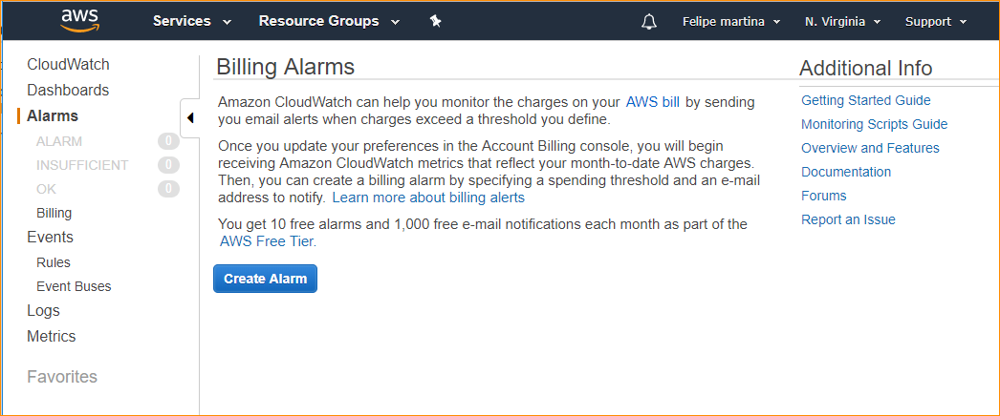 aws Services Resource Groups Felipe martina N. Virginia Support
CloudWatch
Dashboards
Alarms
ALARM 0
INSUFFICIENT 0
OK 0
Billing
Events
Rules
Event Buses
Logs
Metrics
Favorites
Billing Alarms
Amazon CloudWatch can help you monitor the charges on your AWS bill by sending
you email alerts when charges exceed a threshold you define.
Once you update your preferences in the Account Billing console, you will begin
receiving Amazon CloudWatch metrics that reflect your month-to-date AWS charges.
Then, you can create a billing alarm by specifying a spending threshold and an e-mail
address to notify. Learn more about billing alerts
You get 10 free alarms and 1,000 free e-mail notifications each month as part of the
AWS Free Tier.
Create Alarm
Additional Info
Getting Started Guide
Monitoring Scripts Guide
Overview and Features
Documentation
Forums
Report an Issue